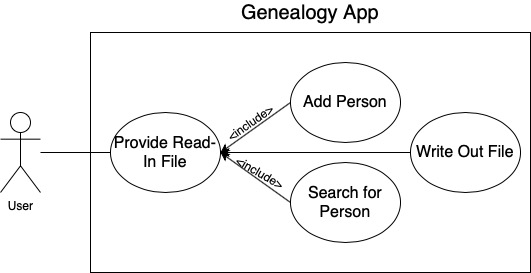 Genealogy App
Add Person
<include>
Provide Read-
In File
Write Out File
<include>
Search for
Person
User